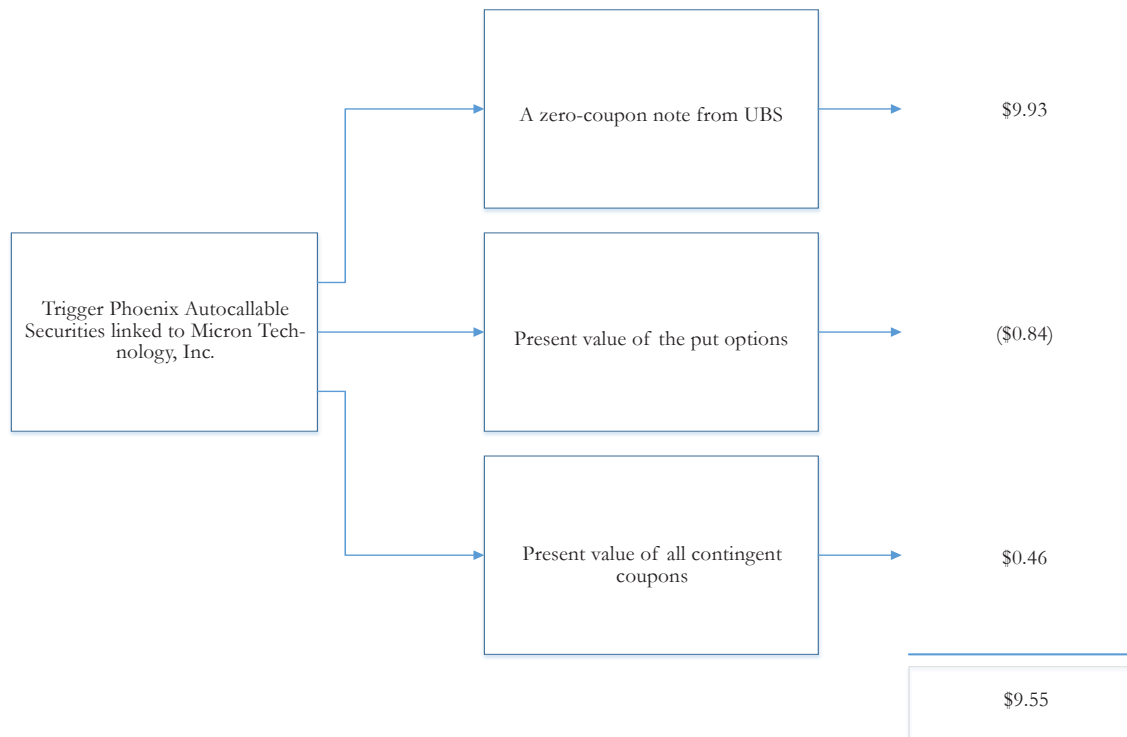 A zero-coupon note from UBS
$9.93
Trigger Phoenix Autocallable
Securities linked to Micron Tech-
nology, Inc.
Present value of the put options
($0.84)
Present value of all contingent
coupons
$0.46
$9.55